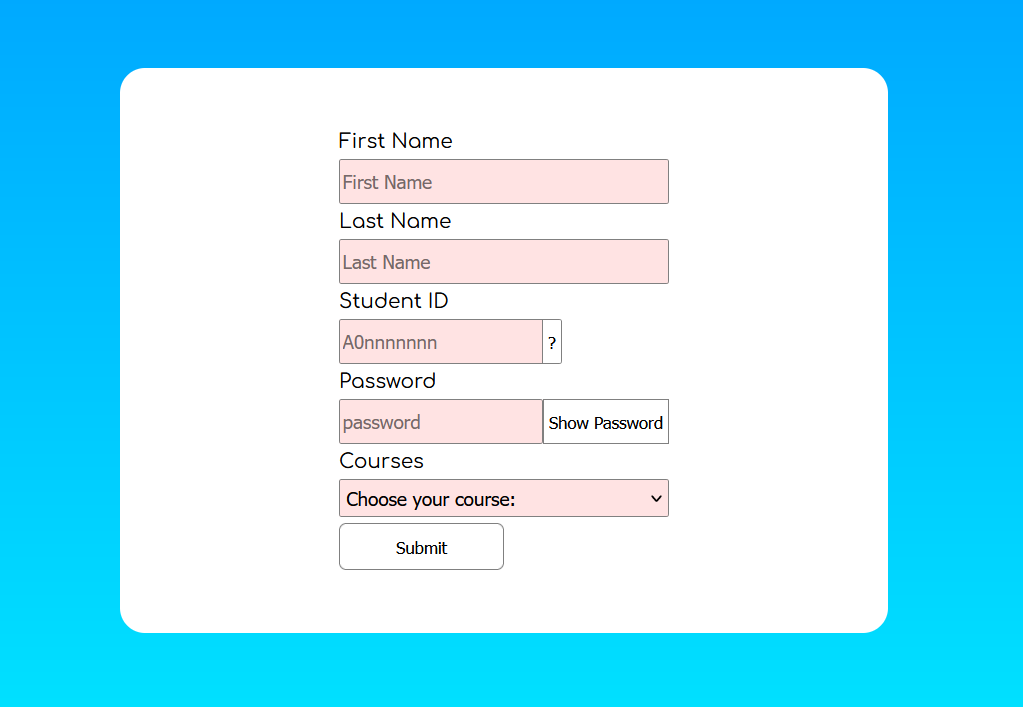 First Name
First Name
Last Name
Last Name
Student ID
A0nnnnnnn ?
Password
password Show Password
Courses
Choose your course:
Submit